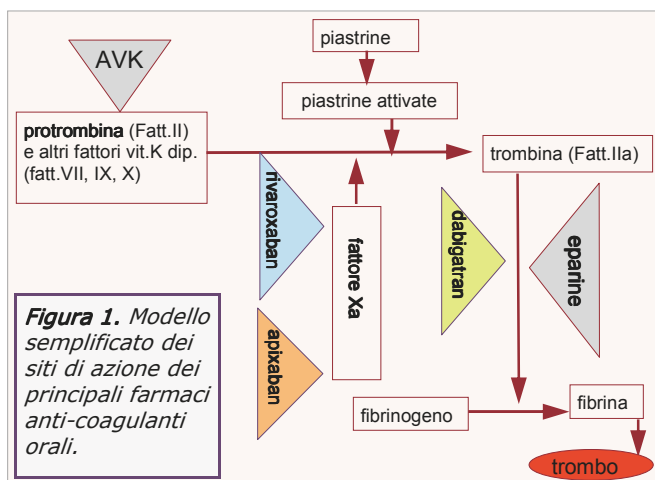 AVK
piastrine
piastrine attivate
protrombina (Fatt.II)
e altri fattori vit.K dip.
(fatt.VII, IX, X)
trombina (Fatt.IIa)
rivaroxaban
fattore Xa
dabigatran
eparine
apixaban
Figura 1. Modello
semplificato dei
siti di azione dei
principali farmaci
anti-coagulanti
orali.
fibrinogeno
fibrina
trombo